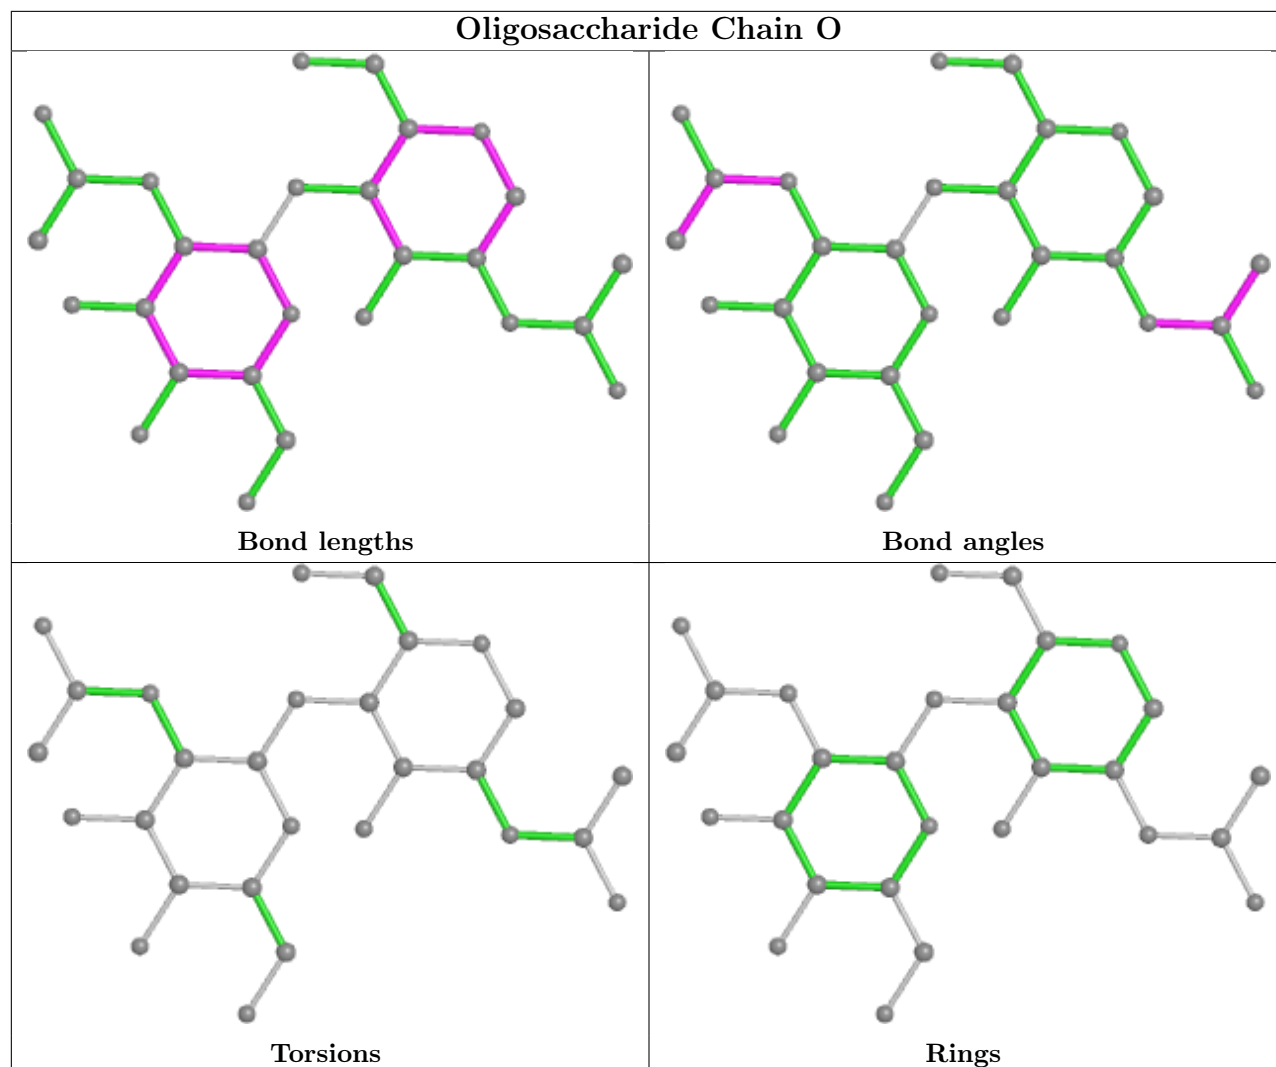 Oligosaccharide Chain O
Bond lengths
Bond angles
Torsions
Rings